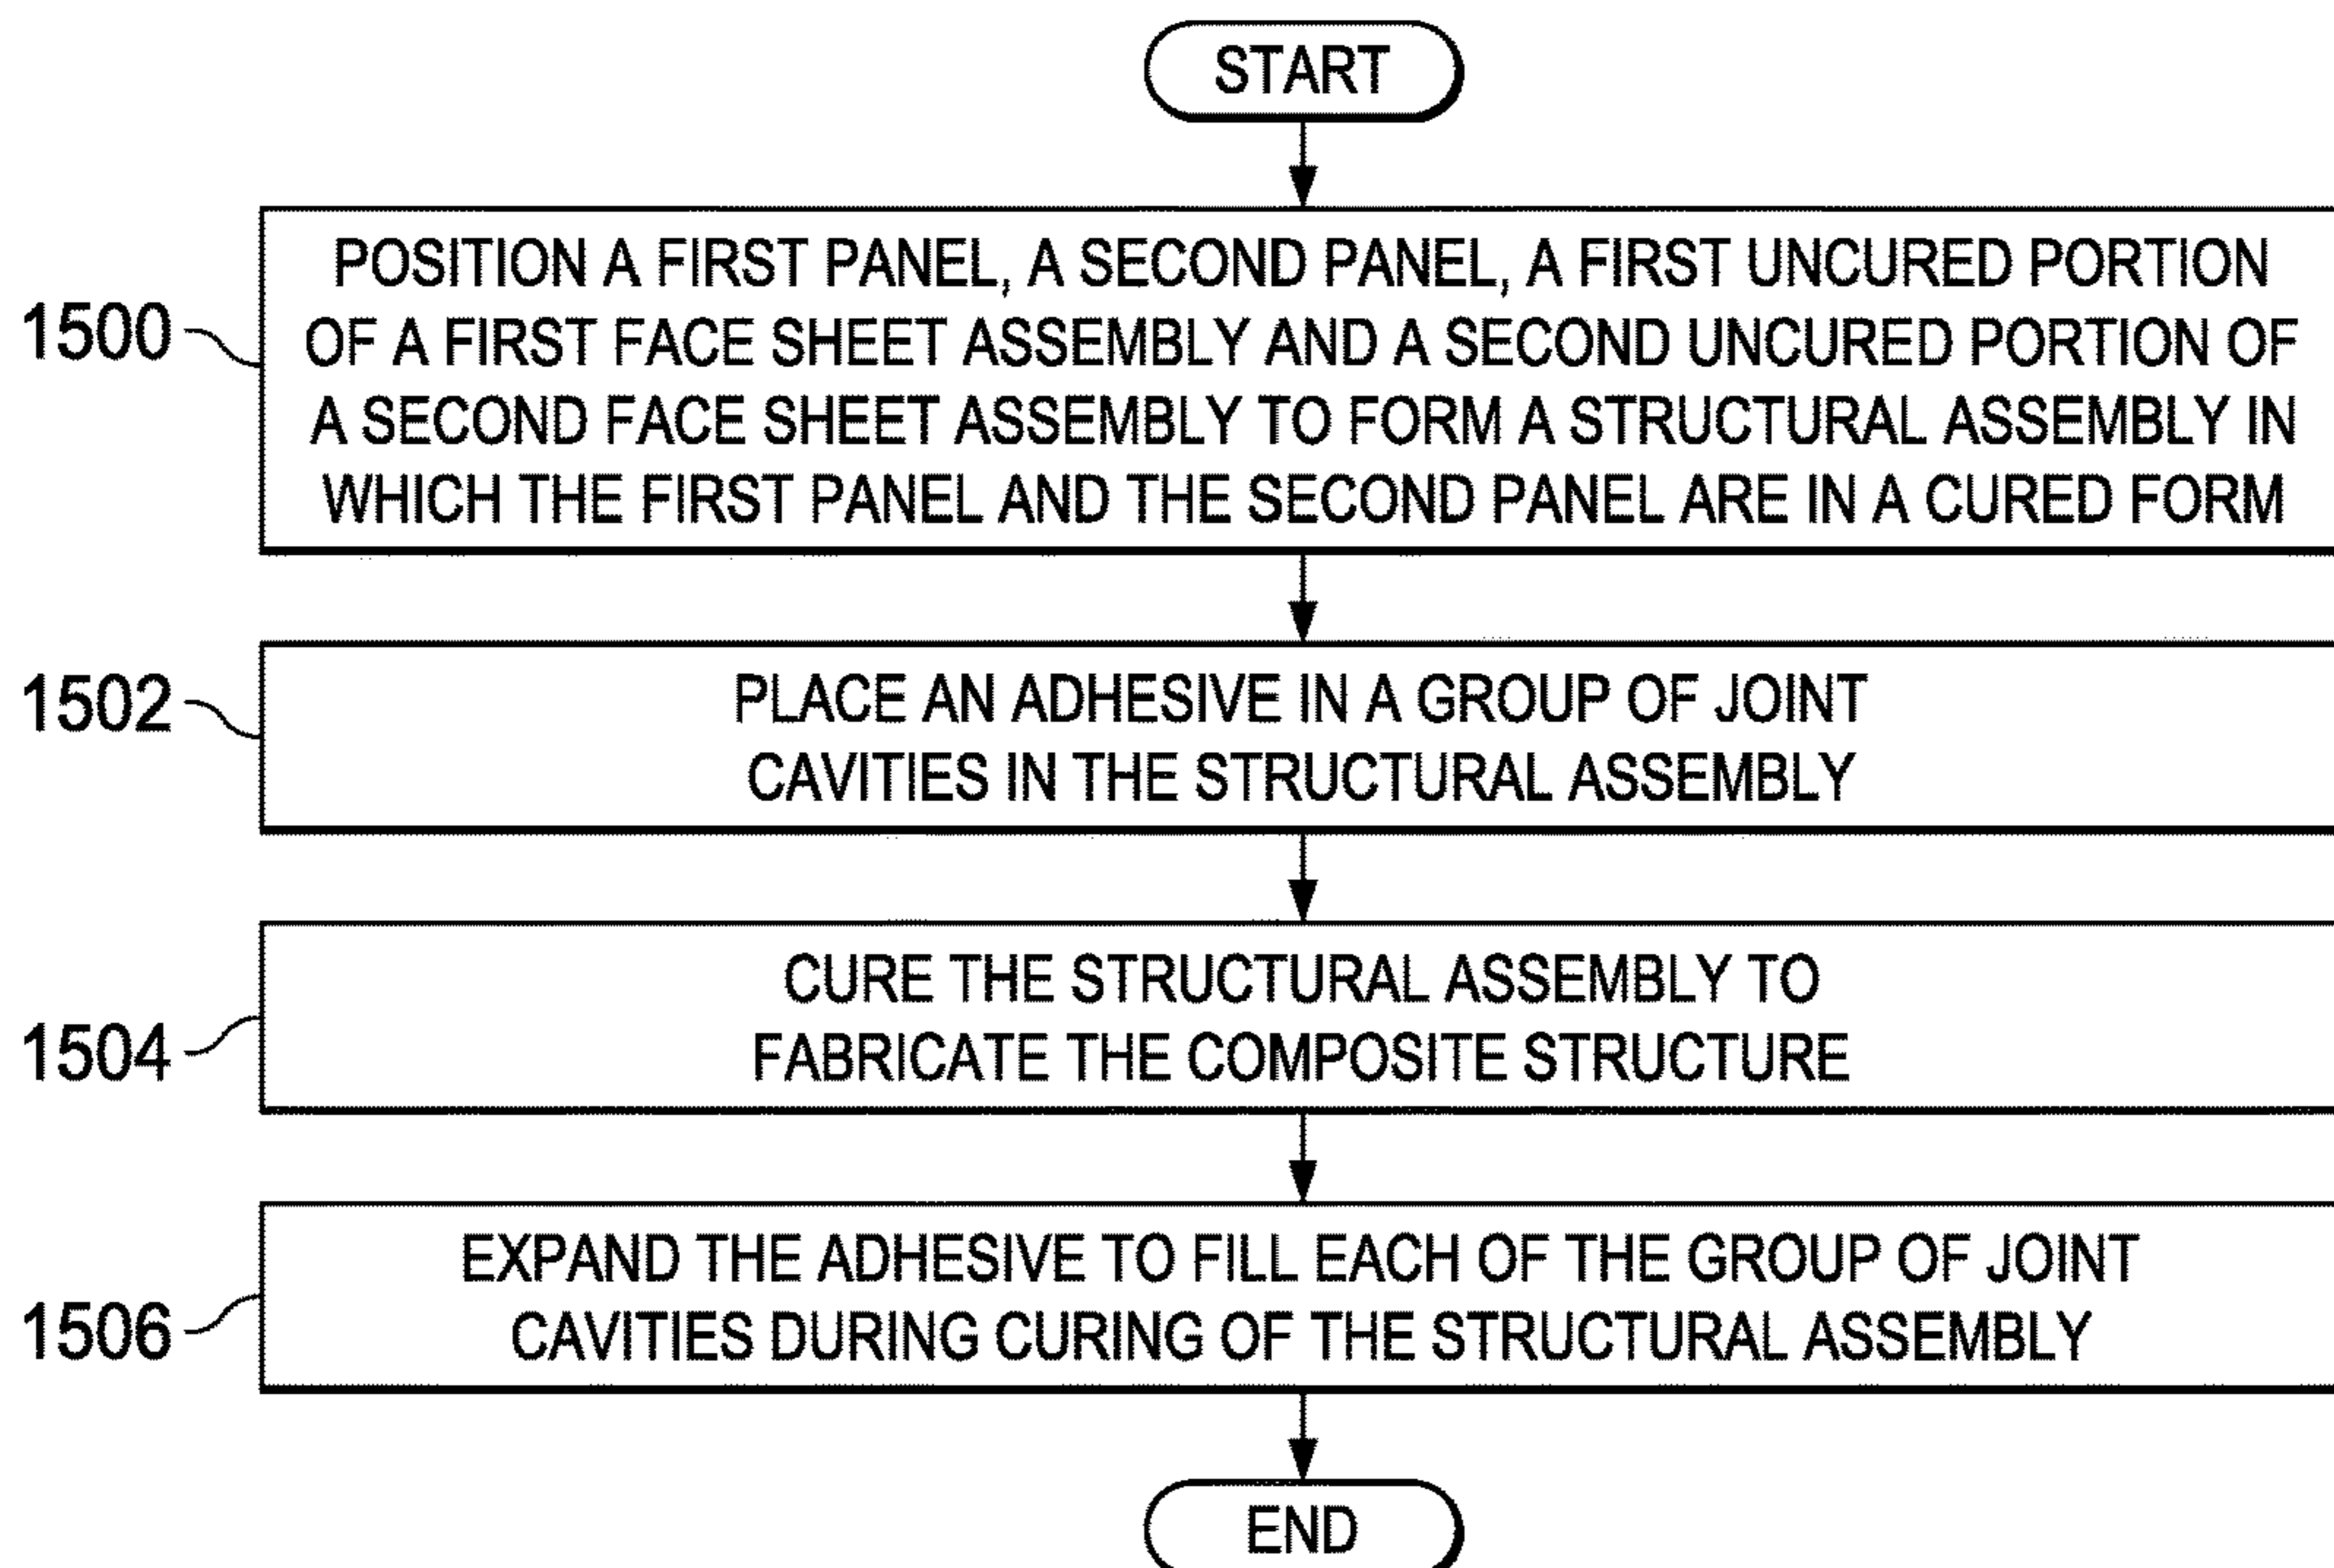 START
POSITION A FIRST PANEL, A SECOND PANEL, A FIRST UNCURED PORTION
1500
OF A FIRST FACE SHEET ASSEMBLY AND A SECOND UNCURED PORTION OF
A SECOND FACE SHEET ASSEMBLY TO FORM A STRUCTURAL ASSEMBLY IN
WHICH THE FIRST PANEL AND THE SECOND PANEL ARE IN A CURED FORM
1502
PLACE AN ADHESIVE IN A GROUP OF JOINT
CAVITIES IN THE STRUCTURAL ASSEMBLY
CURE THE STRUCTURAL ASSEMBLY TO
1504
FABRICATE THE COMPOSITE STRUCTURE
EXPAND THE ADHESIVE TO FILL EACH OF THE GROUP OF JOINT
1506
CAVITIES DURING CURING OF THE STRUCTURAL ASSEMBLY
END